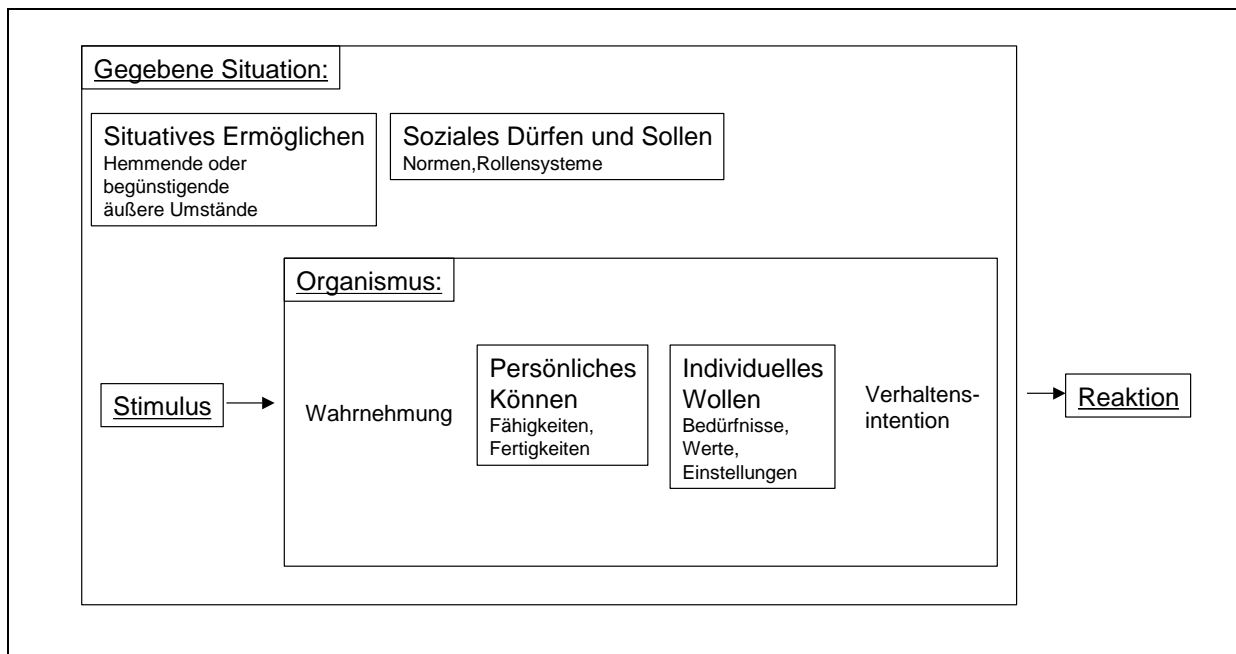 Gegebene Situation:
Situatives Ermöglichen
Hemmende oder
begünstigende
äußere Umstände
Soziales Dürfen und Sollen
Normen,Rollensysteme
Organismus:
Stimulus
Wahrnehmung
Persönliches
Können
Fähigkeiten,
Fertigkeiten
Individuelles
Wollen
Bedürfnisse,
Werte,
Einstellungen
Verhaltens-
intention
Reaktion